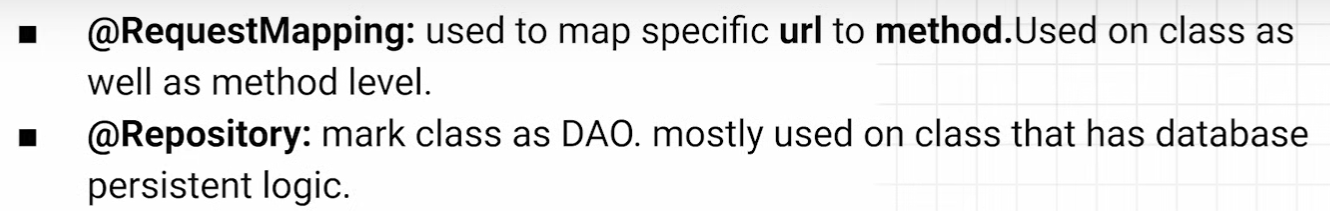 ■ @RequestMapping: used to map specific url to method.Used on class as
well as method level.
■ @Repository: mark class as DAO. mostly used on class that has database
persistent logic.